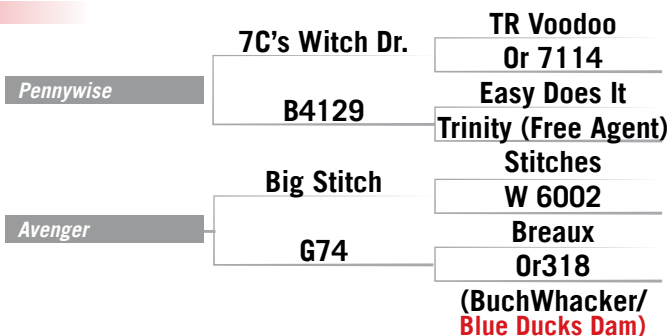 TR Voodoo
7C's Witch Dr.
Or 7114
Pennywise
Easy Does It
B4129
Trinity (Free Agent)
Stitches
Big Stitch
W 6002
Avenger
Breaux
G74
Or318
(BuchWhacker/
Blue Ducks Dam)